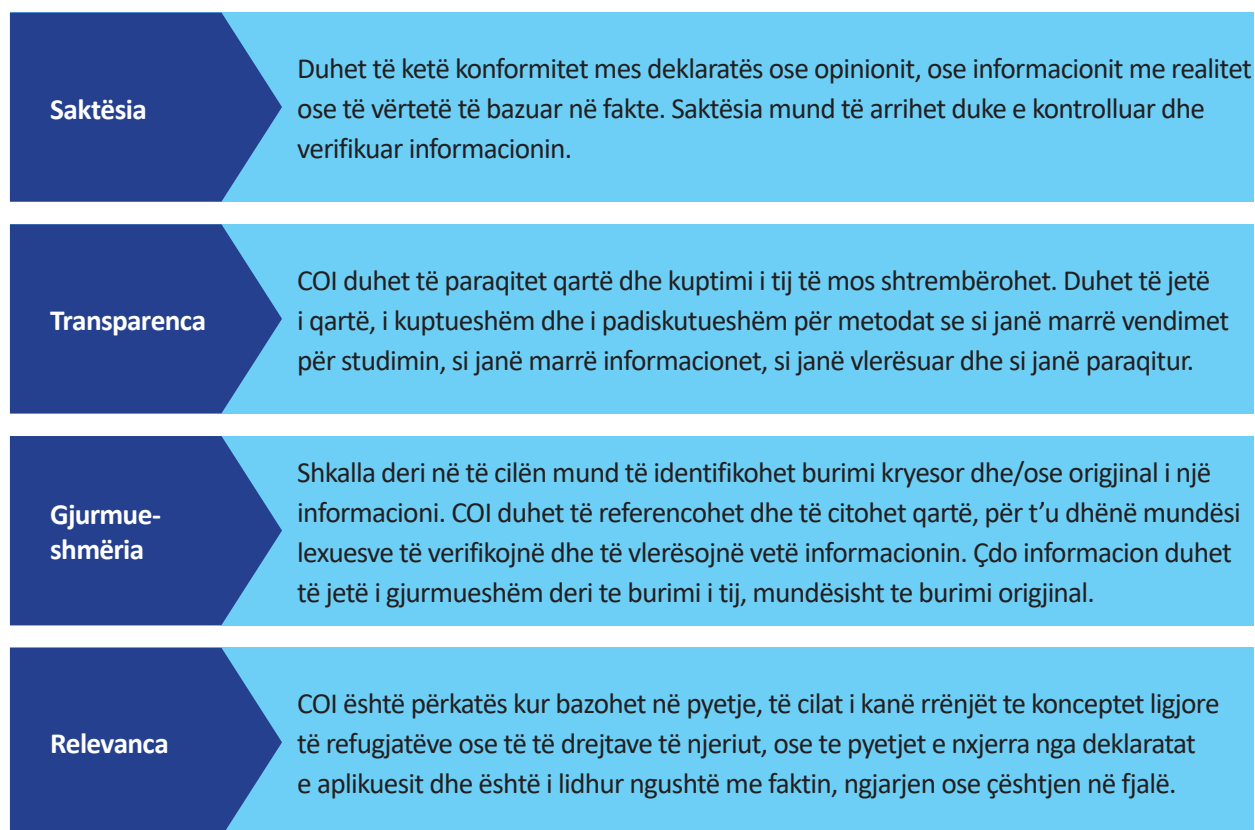 Saktësia
Duhet të ketë konformitet mes deklaratës ose opinionit, ose informacionit me realitet
ose të vërtetë të bazuar në fakte. Saktësia mund të arrihet duke e kontrolluar dhe
verifikuar informacionin.
Transparenca
COI duhet të paraqitet qartë dhe kuptimi i tij të mos shtrembërohet. Duhet të jetë
i qartë, i kuptueshëm dhe i padiskutueshëm për metodat se si janë marrë vendimet
për studimin, si janë marrë informacionet, si janë vlerësuar dhe si janë paraqitur.
Gjurmue-
shmëria
Shkalla deri në të cilën mund të identifikohet burimi kryesor dhe/ose origjinal i një
informacioni. COI duhet të referencohet dhe të citohet qartë, për t’u dhënë mundësi
lexuesve të verifikojnë dhe të vlerësojnë vetë informacionin. Çdo informacion duhet
të jetë i gjurmueshëm deri te burimi i tij, mundësisht te burimi origjinal.
Relevanca
COI është përkatës kur bazohet në pyetje, të cilat i kanë rrënjët te konceptet ligjore
të refugjatëve ose të të drejtave të njeriut, ose te pyetjet e nxjerra nga deklaratat
e aplikuesit dhe është i lidhur ngushtë me faktin, ngjarjen ose çështjen në fjalë.